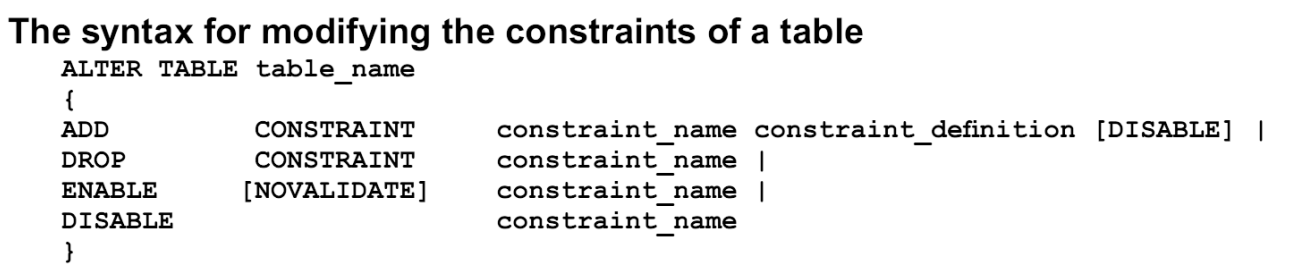 The syntax for modifying the constraints of a table
ALTER TABLE table_name
{
ADD CONSTRAINT constraint_name constraint_definition [DISABLE] |
DROP CONSTRAINT constraint_name |
ENABLE [NOVALIDATE] constraint_name |
DISABLE constraint_name
}